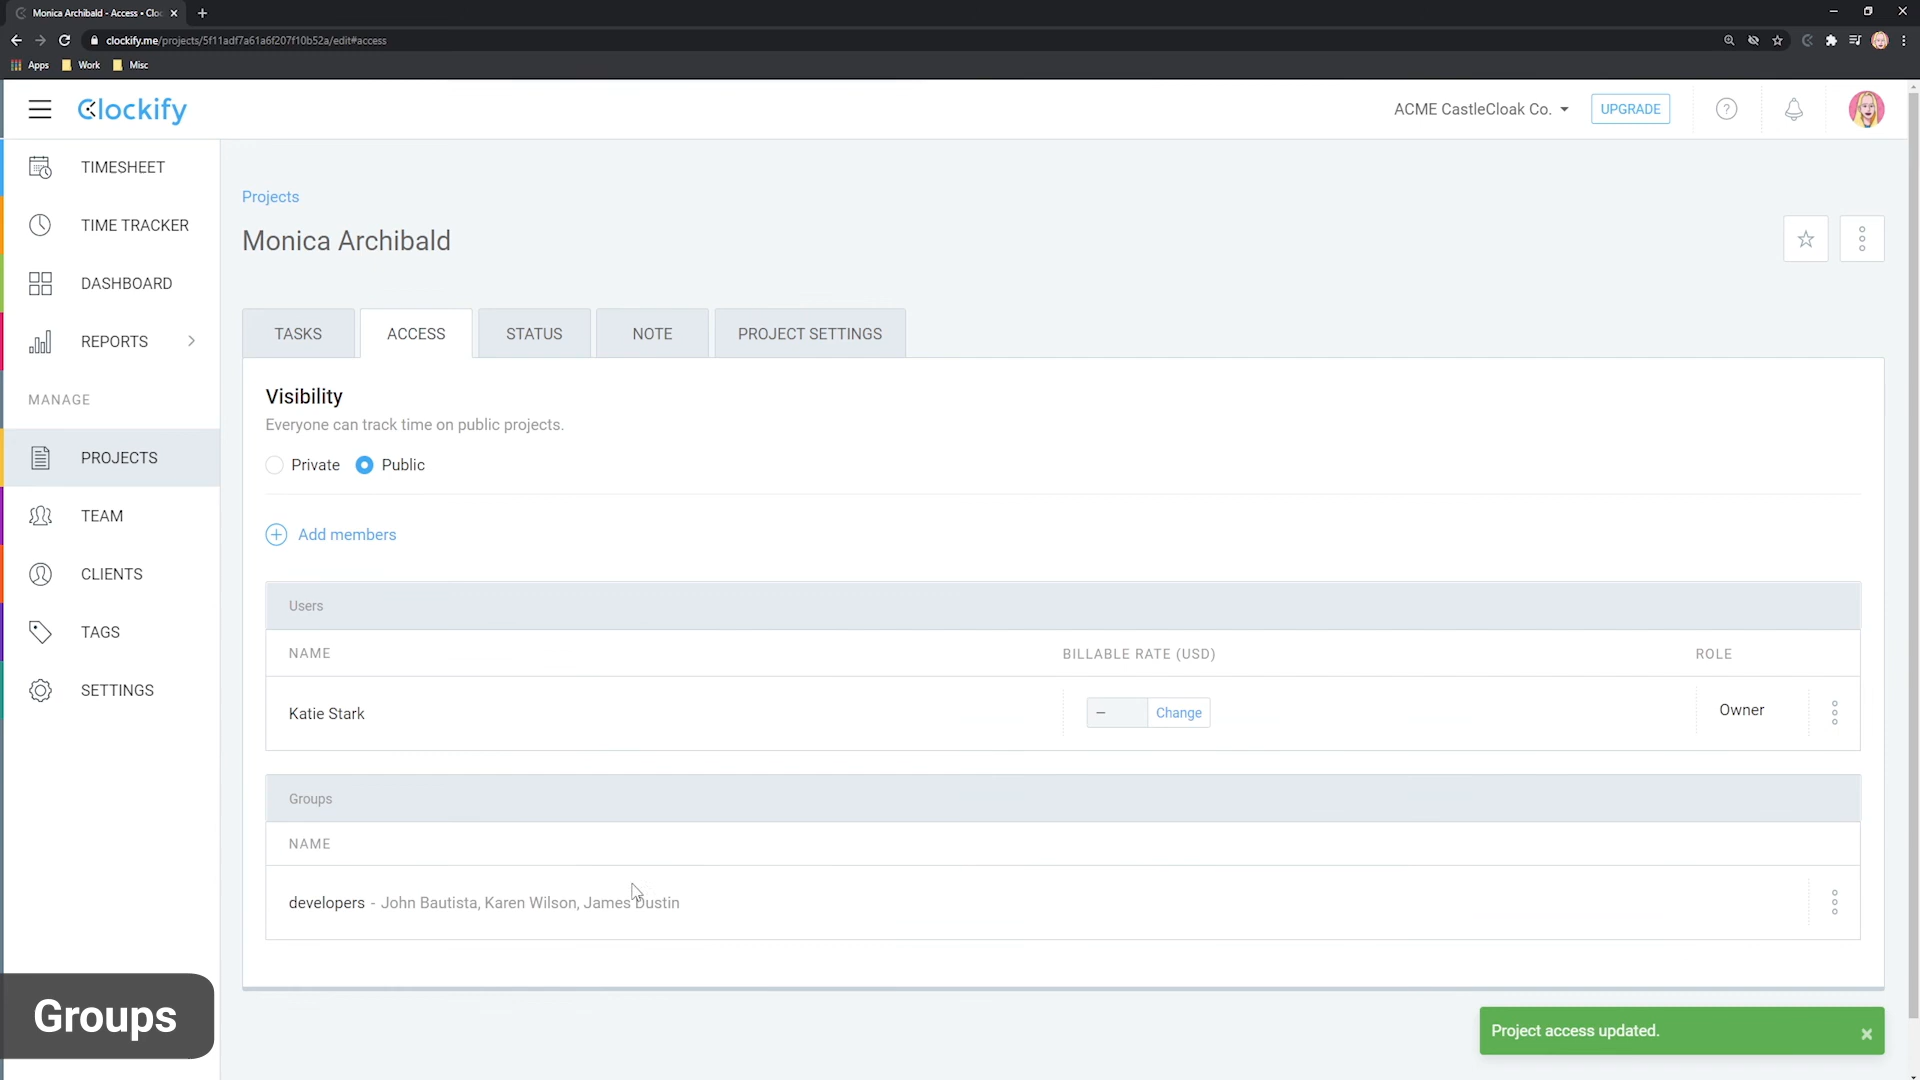 Monica Archibald - Access • Cloc
clockify.me/projects/5f11adf7a61a6f207f10b52a/edit#access
Apps Work Misc
Clockify
ACME CastleCloak Co. UPGRADE ?
TIMESHEET
TIME TRACKER
DASHBOARD
REPORTS
MANAGE
PROJECTS
TEAM
CLIENTS
TAGS
SETTINGS
Projects
Monica Archibald
TASKS ACCESS STATUS NOTE PROJECT SETTINGS
Visibility
Everyone can track time on public projects.
Private Public
Add members
Users
NAME BILLABLE RATE (USD) ROLE
Katie Stark – Change Owner
Groups
NAME
developers - John Bautista, Karen Wilson, James Dustin
Groups
Project access updated. ×